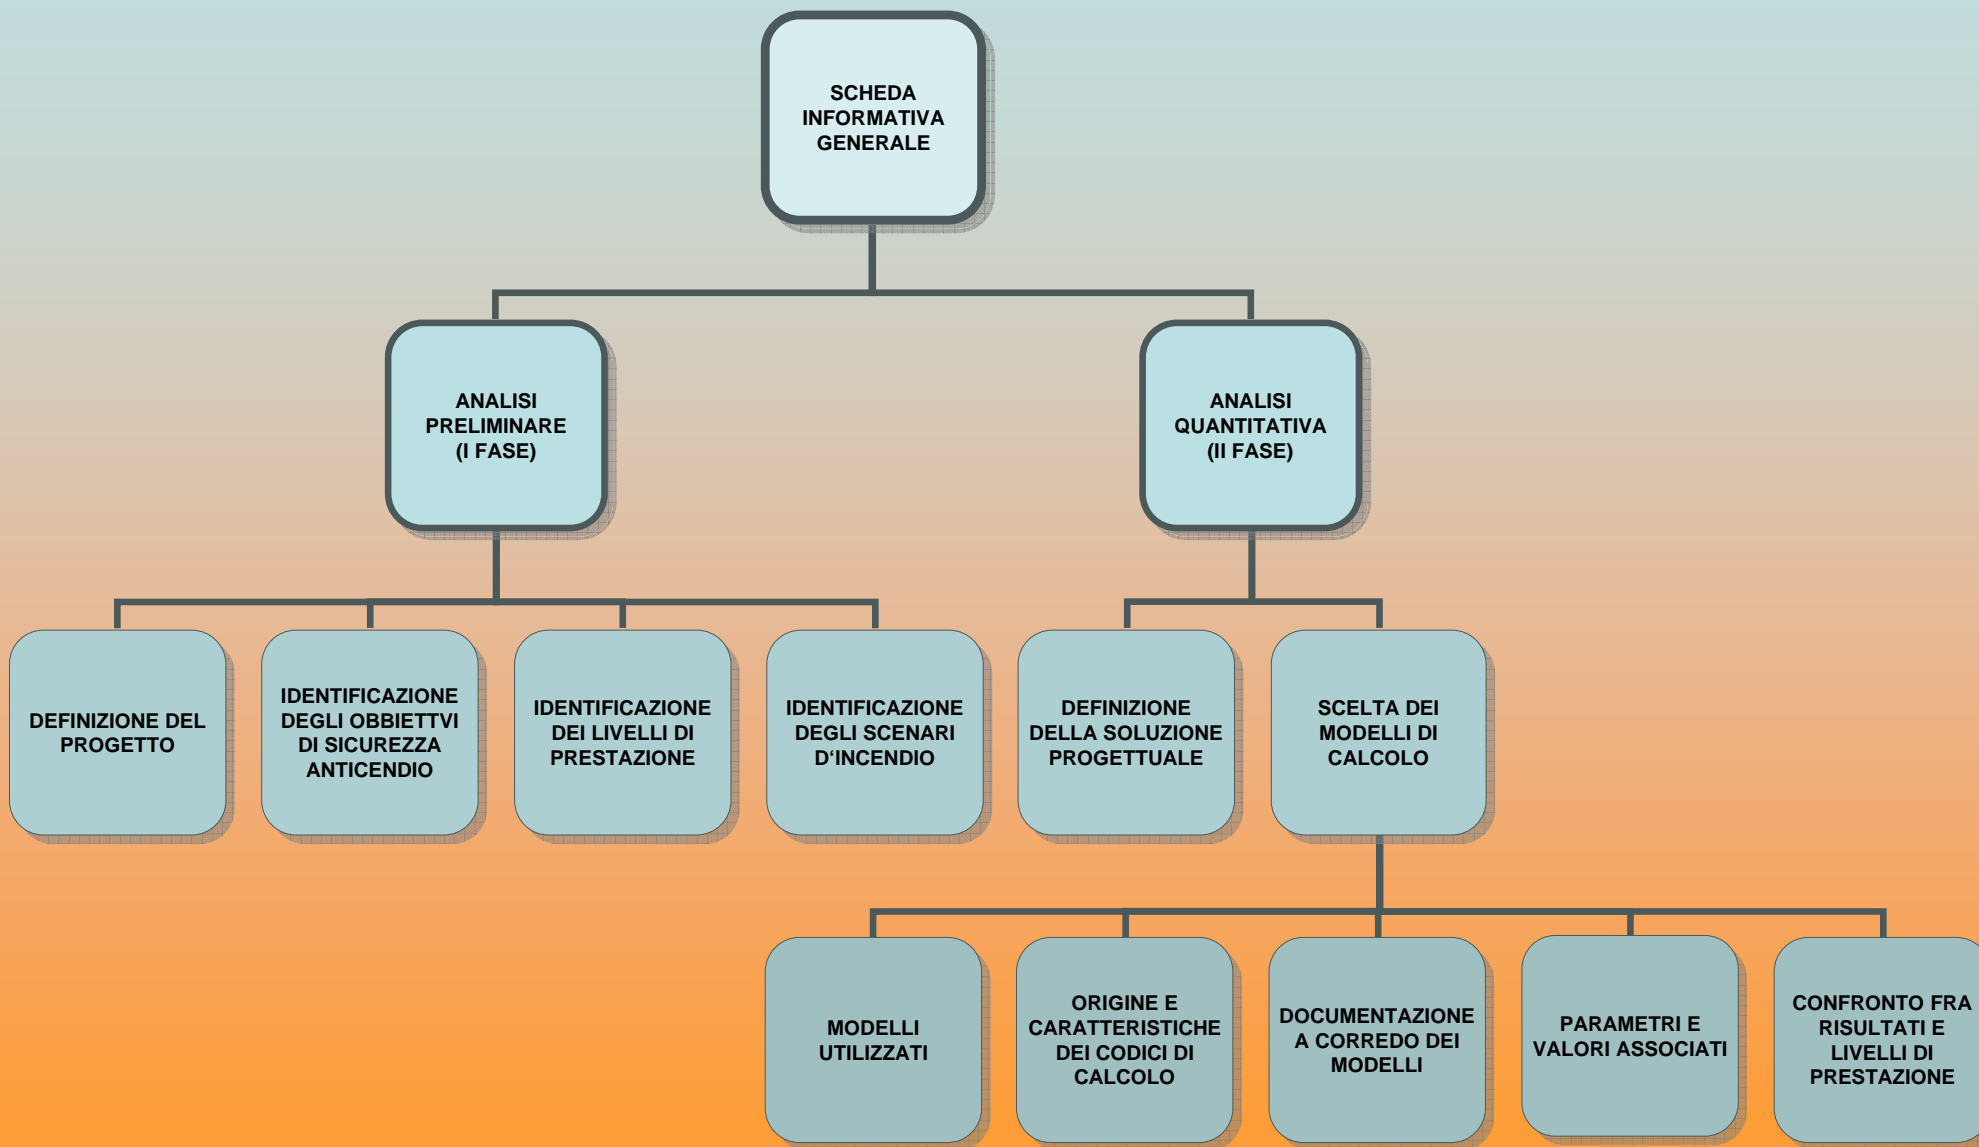 SCHEDA
INFORMATIVA
GENERALE
ANALISI
PRELIMINARE
(I FASE)
ANALISI
QUANTITATIVA
(II FASE)
DEFINIZIONE DEL
PROGETTO
IDENTIFICAZIONE
DEGLI OBBIETTVI
DI SICUREZZA
ANTICENDIO
IDENTIFICAZIONE
DEI LIVELLI DI
PRESTAZIONE
IDENTIFICAZIONE
DEGLI SCENARI
D‘INCENDIO
DEFINIZIONE
DELLA SOLUZIONE
PROGETTUALE
SCELTA DEI
MODELLI DI
CALCOLO
MODELLI
UTILIZZATI
ORIGINE E
CARATTERISTICHE
DEI CODICI DI
CALCOLO
DOCUMENTAZIONE
A CORREDO DEI
MODELLI
PARAMETRI E
VALORI ASSOCIATI
CONFRONTO FRA
RISULTATI E
LIVELLI DI
PRESTAZIONE